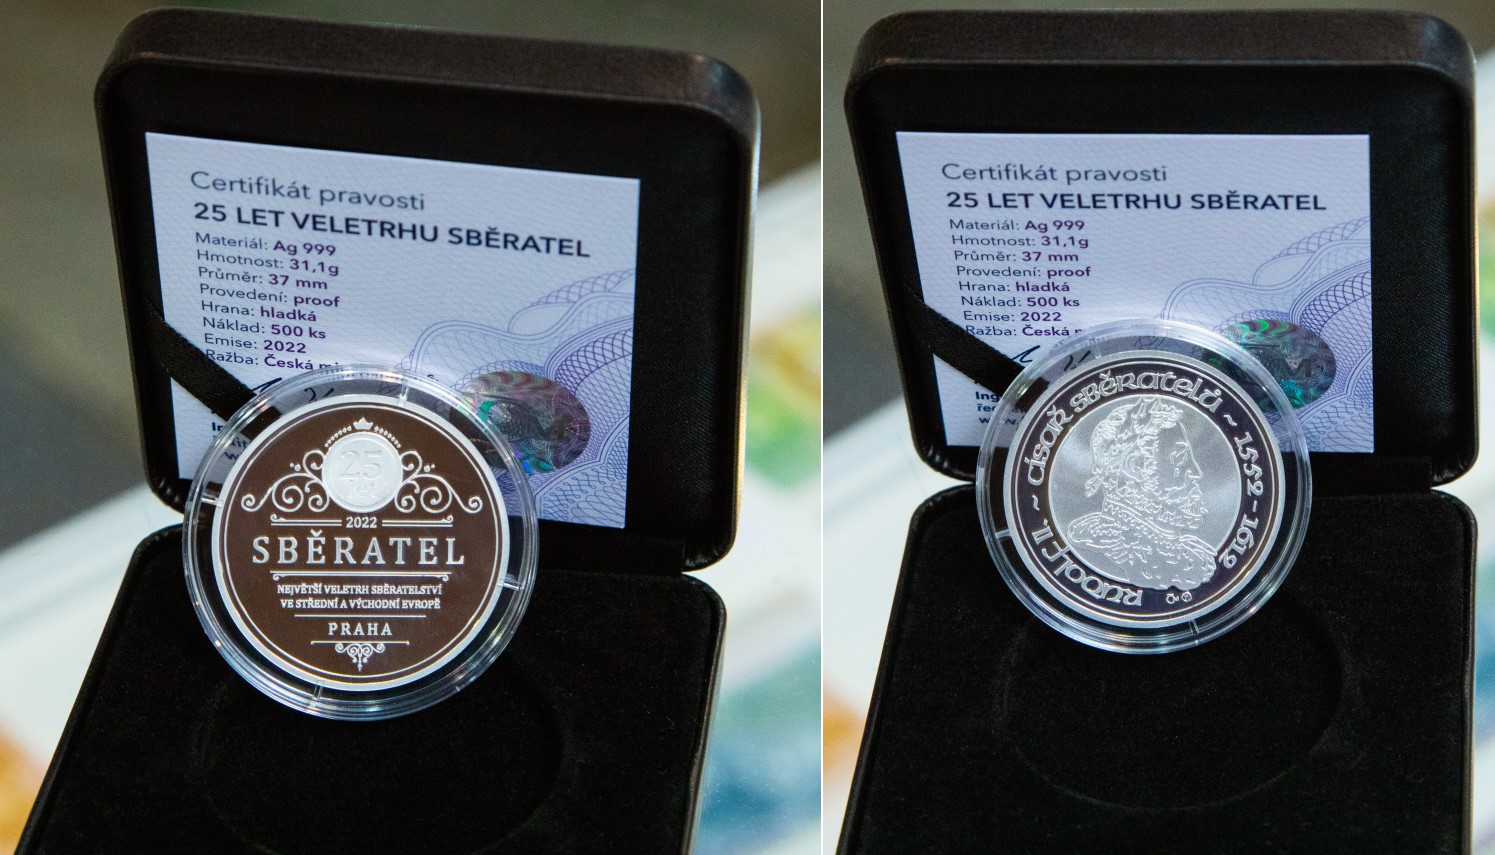 Certifikát pravosti
25 LET VELETRHU SBĚRATEL
Materiál: Ag 999
Hmotnost: 31,1g
Průměr: 37 mm
Provedení: proof
Hrana: hladká
Náklad: 500 ks
Emise: 2022
Ražba: Česká
25
let
2022
SBĚRATEL
NEJVĚTŠÍ VELETRH SBĚRATELSTVÍ
VE STŘEDNÍ A VÝCHODNÍ EVROPĚ
PRAHA
Certifikát pravosti
25 LET VELETRHU SBĚRATEL
Materiál: Ag 999
Hmotnost: 31,1g
Průměr: 37 mm
Provedení: proof
Hrana: hladká
Náklad: 500 ks
Emise: 2022
Ražba: Česká
Ing
RUDOLF II. ~ CÍSAŘ SBĚRATELŮ ~ 1552-1612